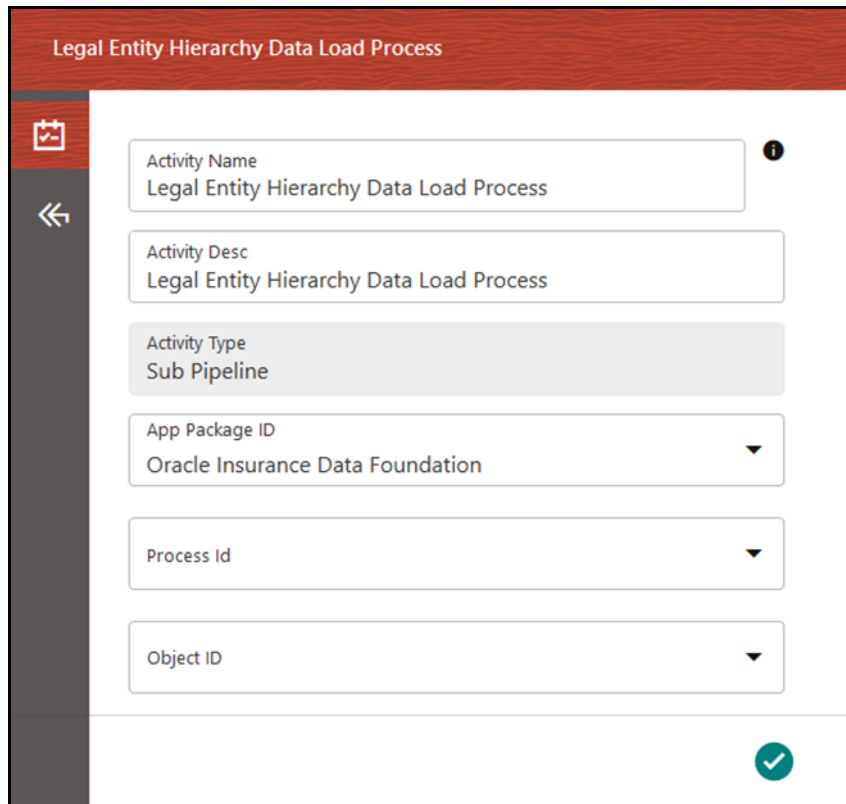 Legal Entity Hierarchy Data Load Process
Activity Name
Legal Entity Hierarchy Data Load Process
Activity Desc
Legal Entity Hierarchy Data Load Process
Activity Type
Sub Pipeline
App Package ID
Oracle Insurance Data Foundation
Process Id
Object ID